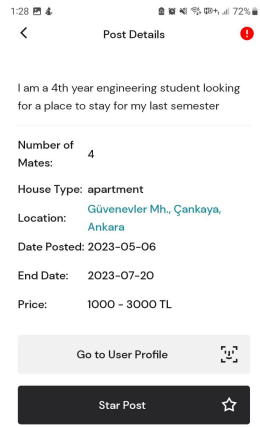 1:28
72%
Post Details
I am a 4th year engineering student looking
for a place to stay for my last semester
Number of
Mates:
4
House Type: apartment
Location:
Güvenevler Mh., Çankaya,
Ankara
Date Posted: 2023-05-06
End Date: 2023-07-20
Price: 1000 - 3000 TL
Go to User Profile
Star Post